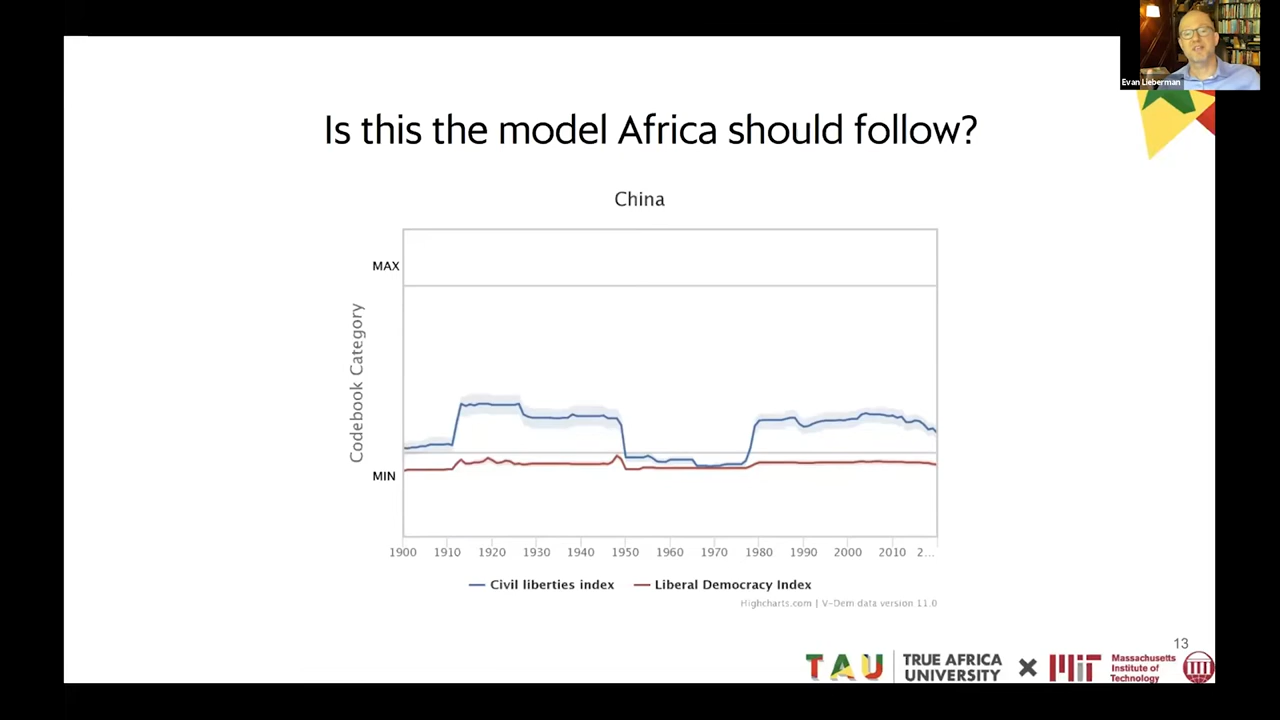 Evan Lieberman
Is this the model Africa should follow?
China
MAX
Codebook Category
MIN
1900 1910 1920 1930 1940 1950 1960 1970 1980 1990 2000 2010 2...
Civil liberties index Liberal Democracy Index
Highcharts.com | V-Dem data version 11.0
13
TAU TRUE AFRICA UNIVERSITY × MIT Massachusetts Institute of Technology